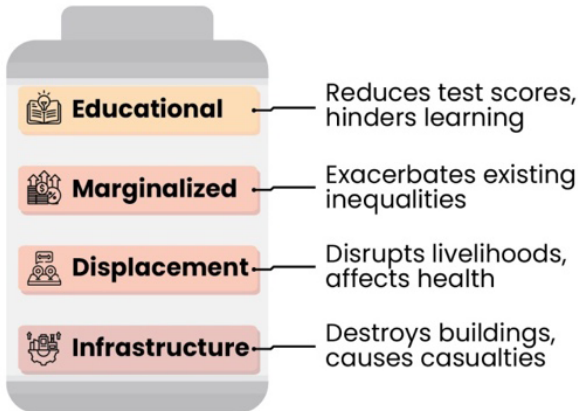 Educational
Reduces test scores,
hinders learning
Marginalized
Exacerbates existing
inequalities
Displacement
Disrupts livelihoods,
affects health
Infrastructure
Destroys buildings,
causes casualties